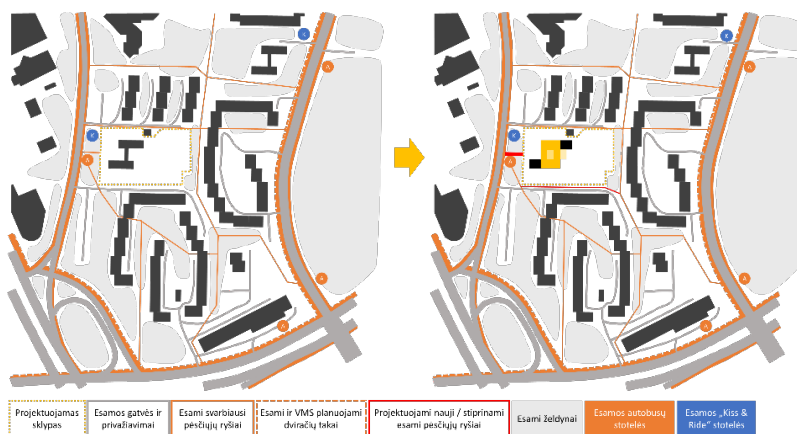 K
A
K
A
A
A
K
A
K
A
A
A
Projektuojamas
sklypas
Esamos gatvės ir
privažiavimai
Esami svarbiausi
pėsčiųjų ryšiai
Esami ir VMS planuojami
dviračių takai
Projektuojami nauji / stiprinami
esami pėsčiųjų ryšiai
Esami želdynai
Esamos autobusų
stotelės
Esamos „Kiss &
Ride" stotelės